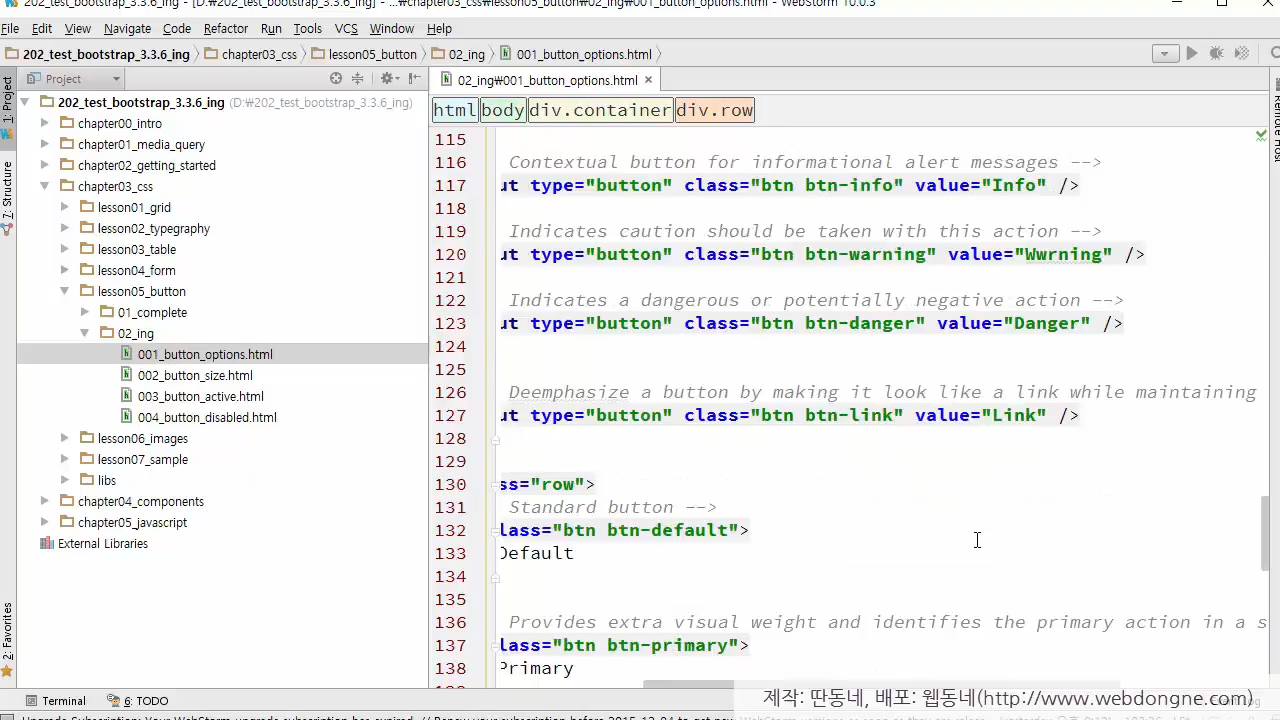 202_test_bootstrap_3.3.6_ing] - [D:₩202_test_bootstrap_3.3.6_ing] - ...₩chapter03_css₩lesson05_button₩02_ing₩001_button_options.html - WebStorm 10.0.3
File Edit View Navigate Code Refactor Run Tools VCS Window Help
202_test_bootstrap_3.3.6_ing chapter03_css lesson05_button 02_ing 001_button_options.html
Project 02_ing₩001_button_options.html
1: Project
7: Structure
2: Favorites
202_test_bootstrap_3.3.6_ing (D:₩202_test_bootstrap_3.3.6_ing)
chapter00_intro
chapter01_media_query
chapter02_getting_started
chapter03_css
lesson01_grid
lesson02_typegraphy
lesson03_table
lesson04_form
lesson05_button
01_complete
02_ing
001_button_options.html
002_button_size.html
003_button_active.html
004_button_disabled.html
lesson06_images
lesson07_sample
libs
chapter04_components
chapter05_javascript
External Libraries
html body div.container div.row
115
116 Contextual button for informational alert messages -->
117 ut type="button" class="btn btn-info" value="Info" />
118
119 Indicates caution should be taken with this action -->
120 ut type="button" class="btn btn-warning" value="Wwrning" />
121
122 Indicates a dangerous or potentially negative action -->
123 ut type="button" class="btn btn-danger" value="Danger" />
124
125
126 Deemphasize a button by making it look like a link while maintaining
127 ut type="button" class="btn btn-link" value="Link" />
128
129
130 ss="row">
131 Standard button -->
132 lass="btn btn-default">
133 Default
134
135
136 Provides extra visual weight and identifies the primary action in a s
137 lass="btn btn-primary">
138 Primary
Remote Host
Terminal 6: TODO
제작: 딴동네, 배포: 웹동네(http://www.webdongne.com)